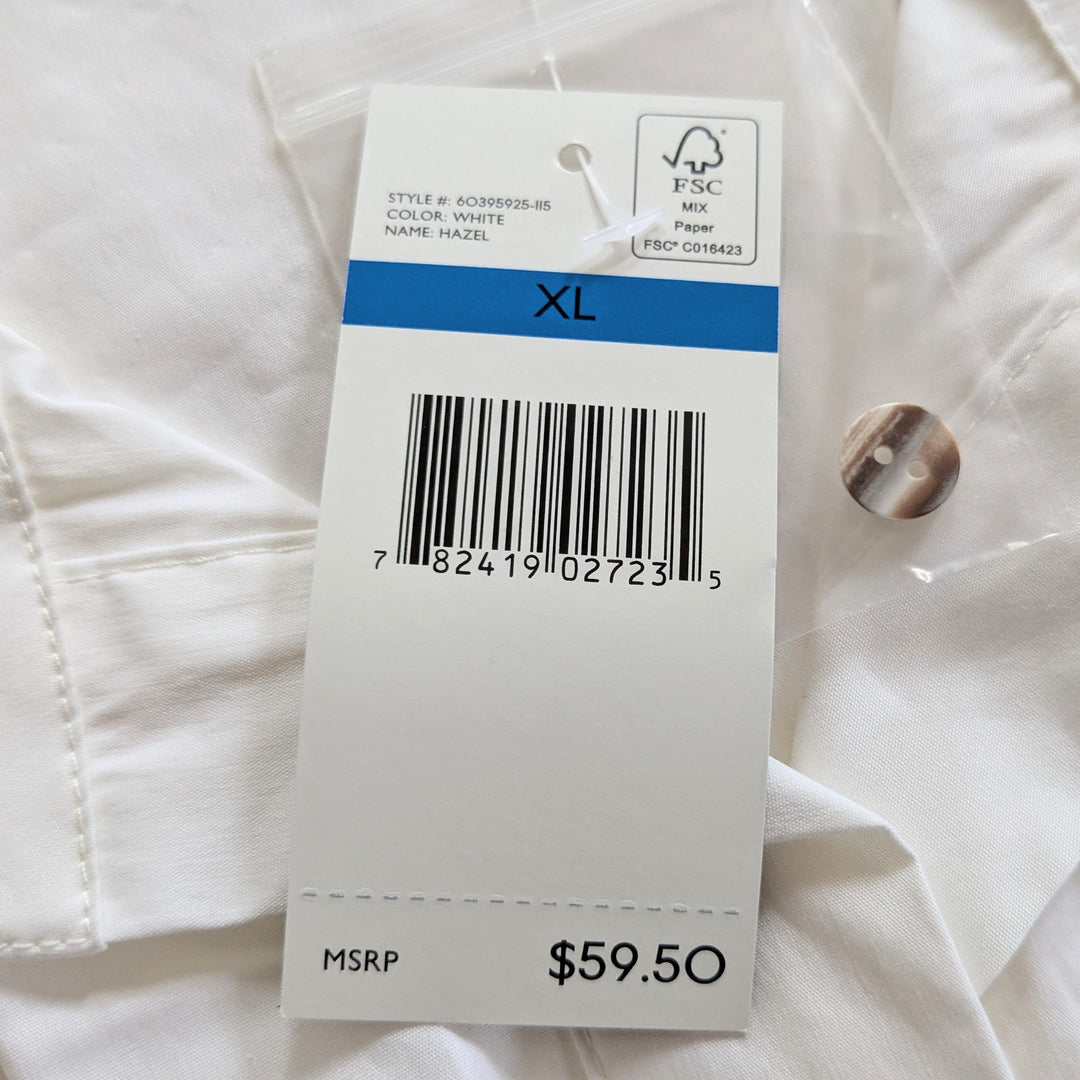 STYLE #: 60395925-115
COLOR: WHITE
NAME: HAZEL
FSC
MIX
Paper
FSC® C016423
XL
7 82419 02723 5
MSRP $59.50